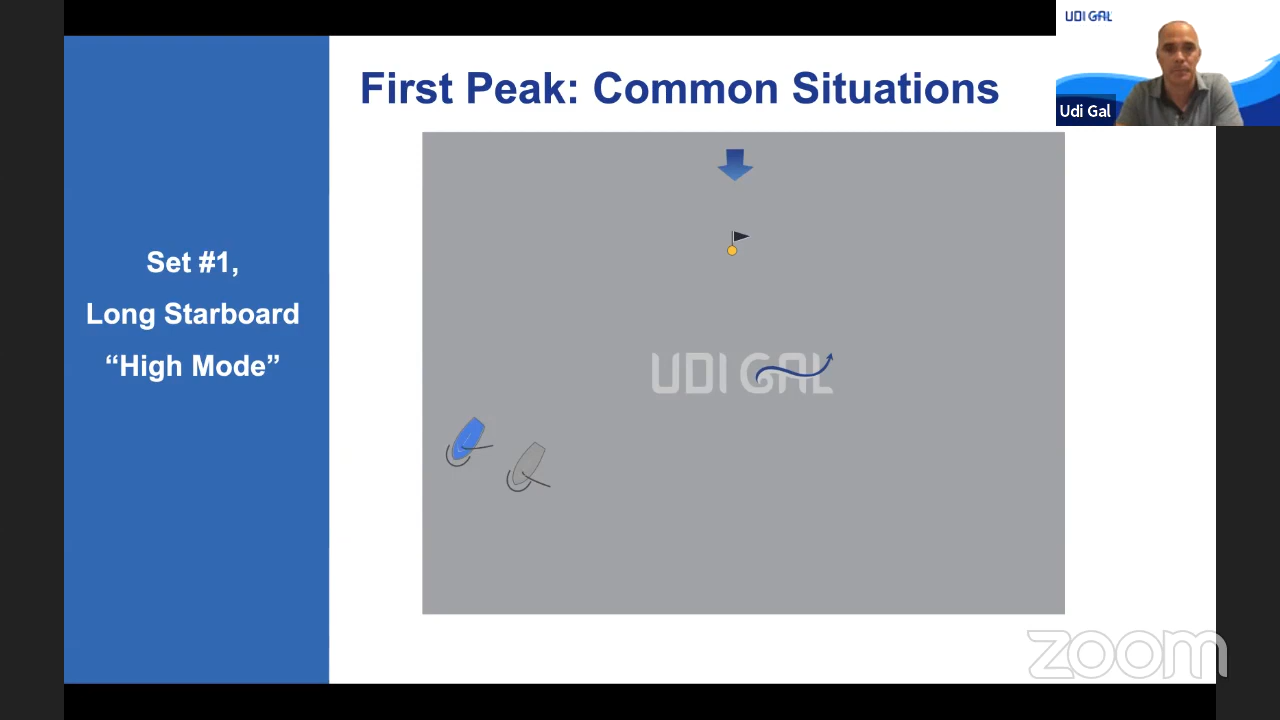 UDI GAL
Udi Gal
First Peak: Common Situations
Set #1,
Long Starboard
“High Mode”
UDI GAL
zoom